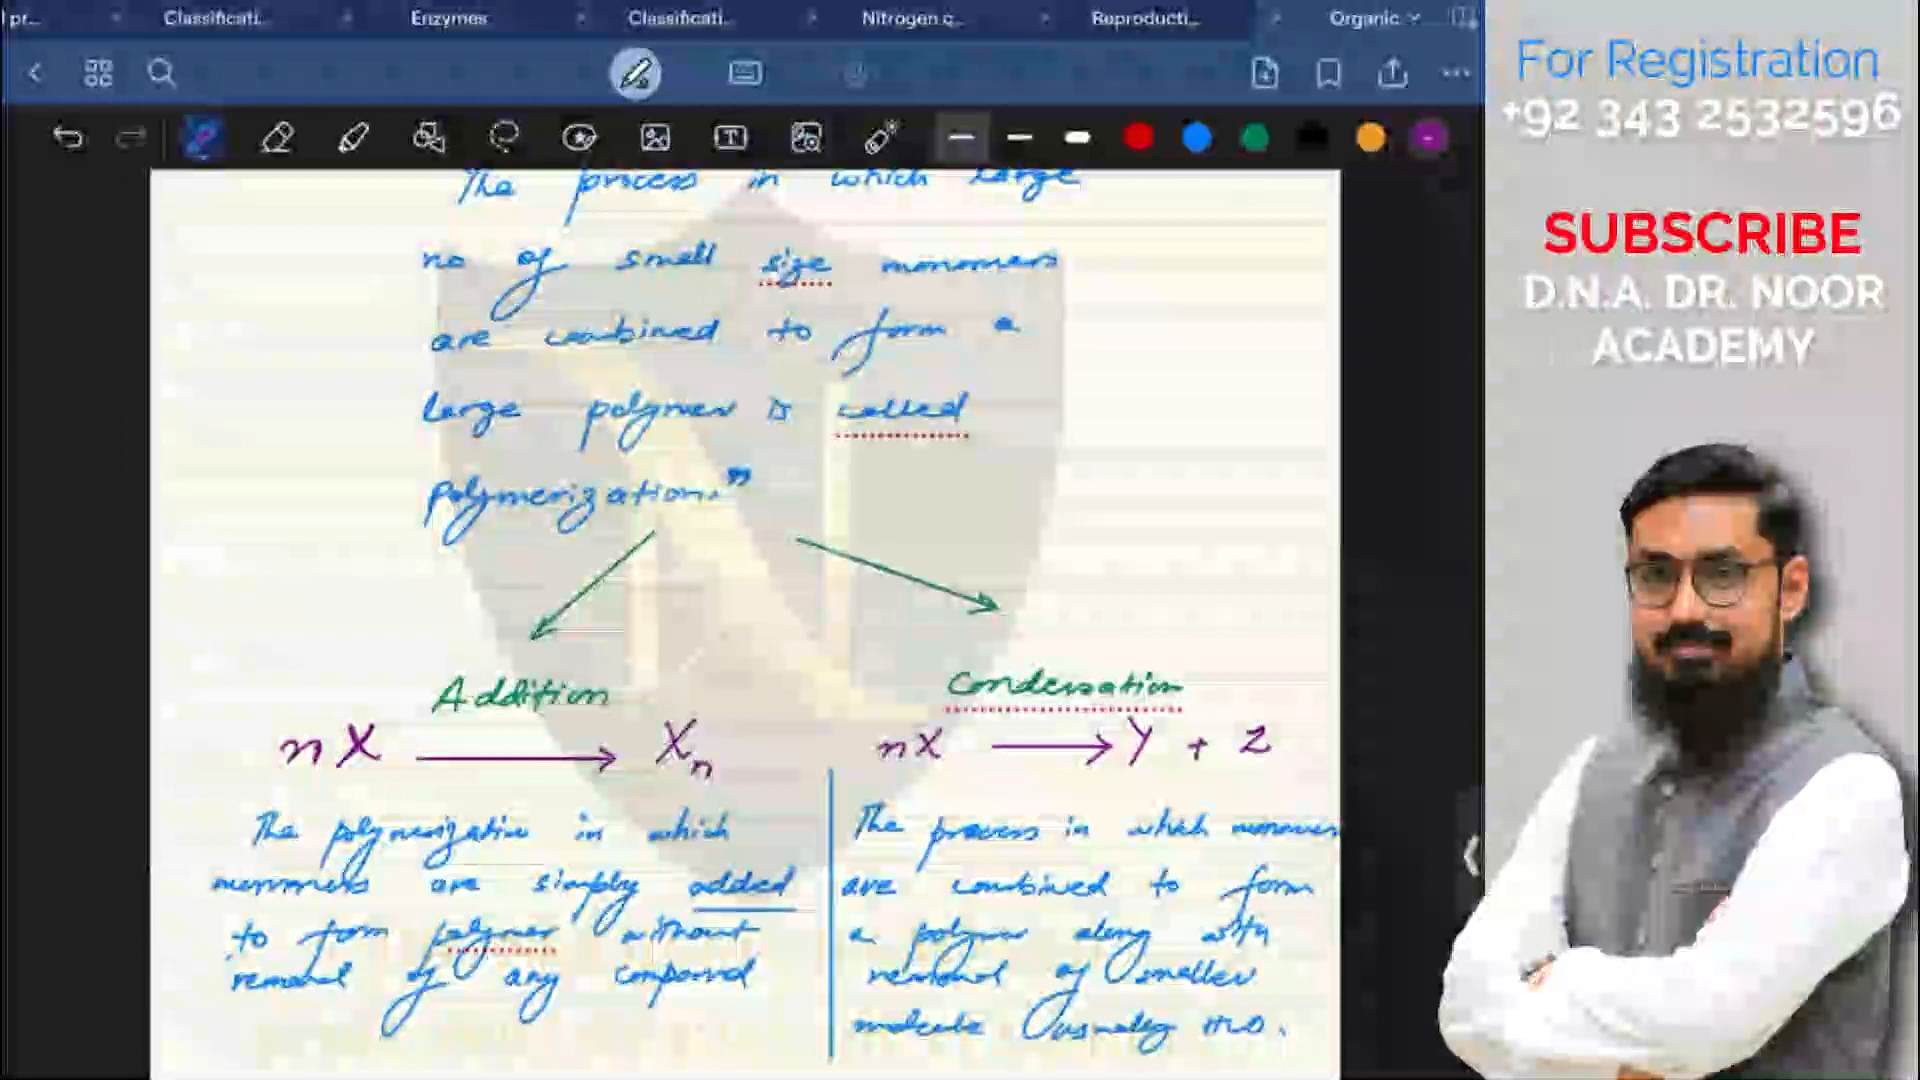 pr...
Classificati...
Enzymes
Classificati...
Nitrogen c...
Reproducti...
Organic
T
The process in which large
no of small size monomers
are combined to form a
large polymer is called
Polymerization."
Addition
nX → Xn
The polymerization in which
monomers are simply added
to form polymer without
removal of any compound
Condensation
nX → Y + Z
The process in which monomers
are combined to form
a polymer along with
removal of smaller
molecule usually H2O.
For Registration
+92 343 2532596
SUBSCRIBE
D.N.A. DR. NOOR
ACADEMY